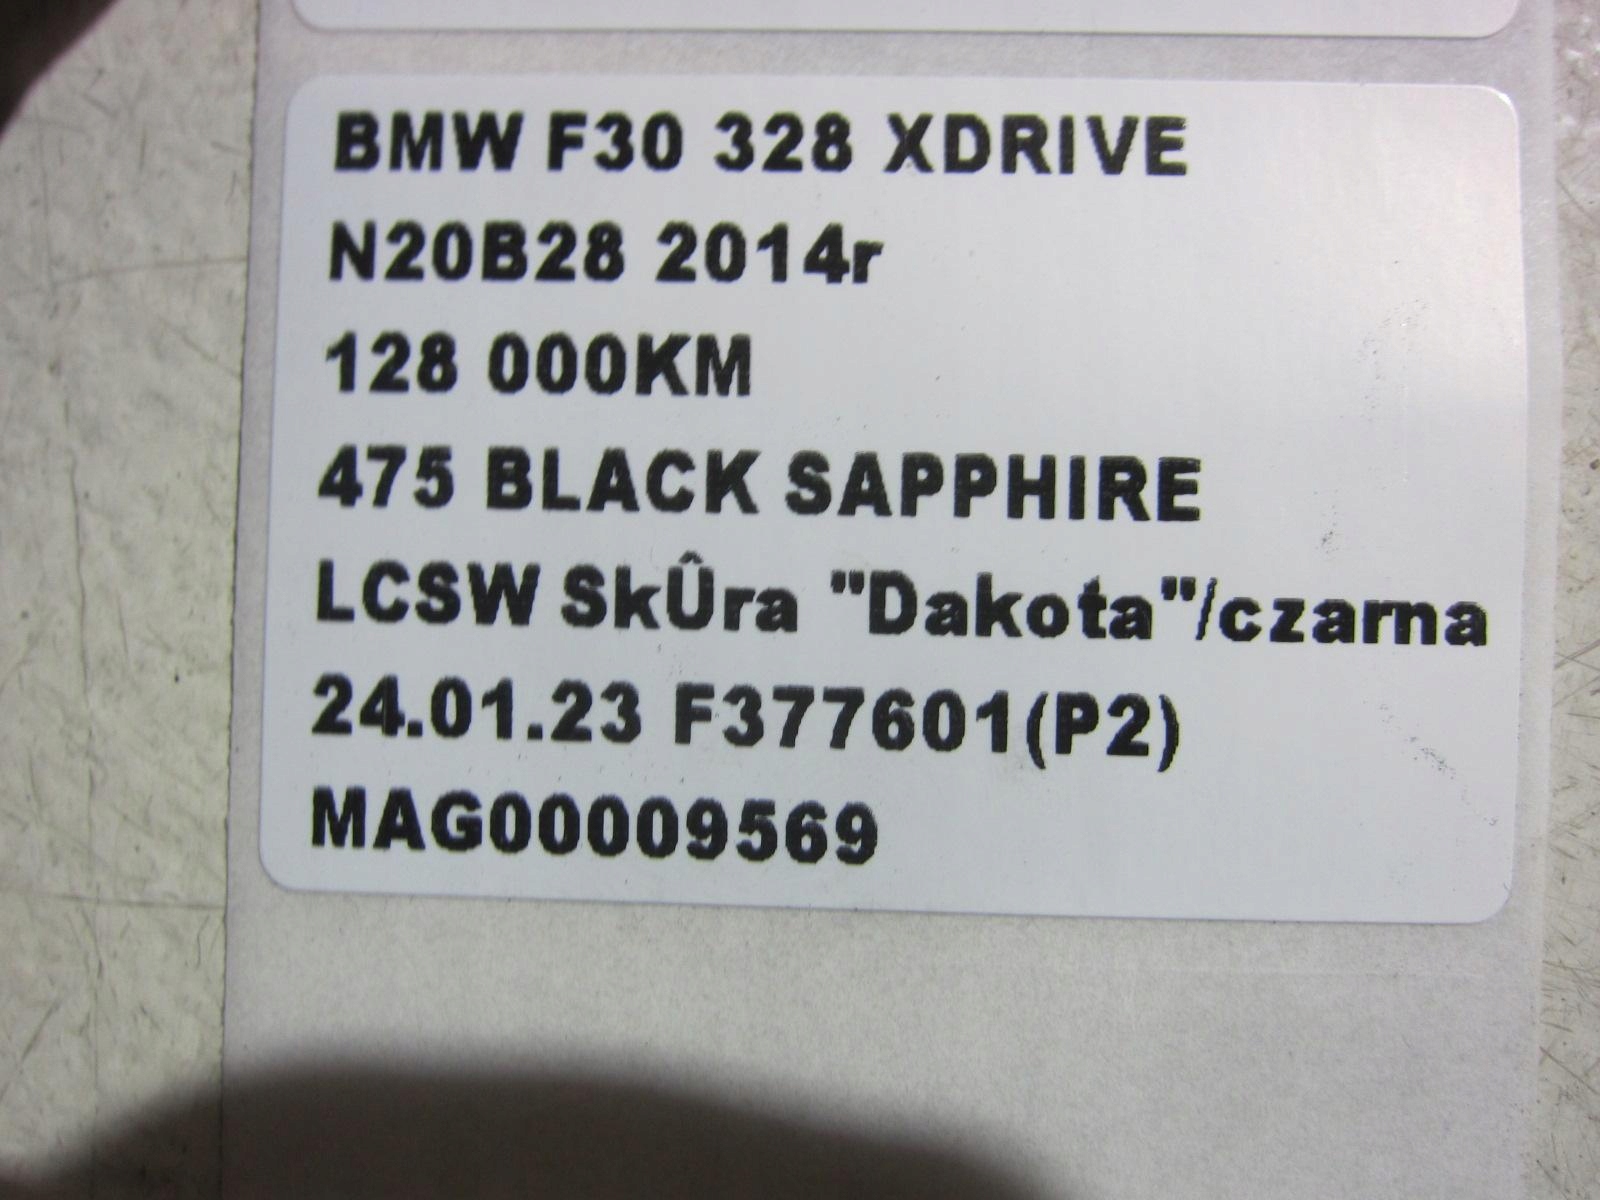 BMW F30 328 XDRIVE
N20B28 2014r
128 000KM
475 BLACK SAPPHIRE
LCSW SkÛra "Dakota"/czarna
24.01.23 F377601(P2)
MAG00009569